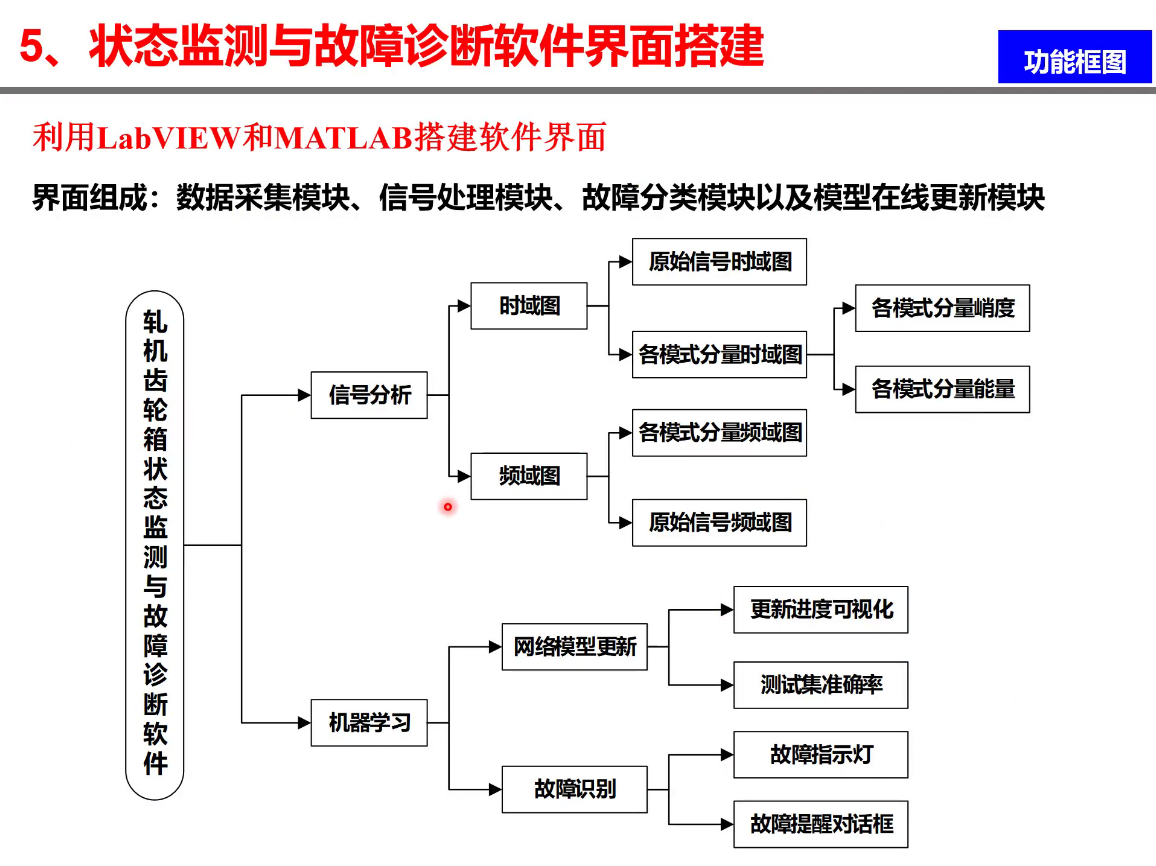 5、状态监测与故障诊断软件界面搭建
功能框图
利用LabVIEW和MATLAB搭建软件界面
界面组成：数据采集模块、信号处理模块、故障分类模块以及模型在线更新模块
轧机齿轮箱状态监测与故障诊断软件
信号分析
时域图
原始信号时域图
各模式分量时域图
各模式分量峭度
各模式分量能量
频域图
各模式分量频域图
原始信号频域图
机器学习
网络模型更新
更新进度可视化
测试集准确率
故障识别
故障指示灯
故障提醒对话框